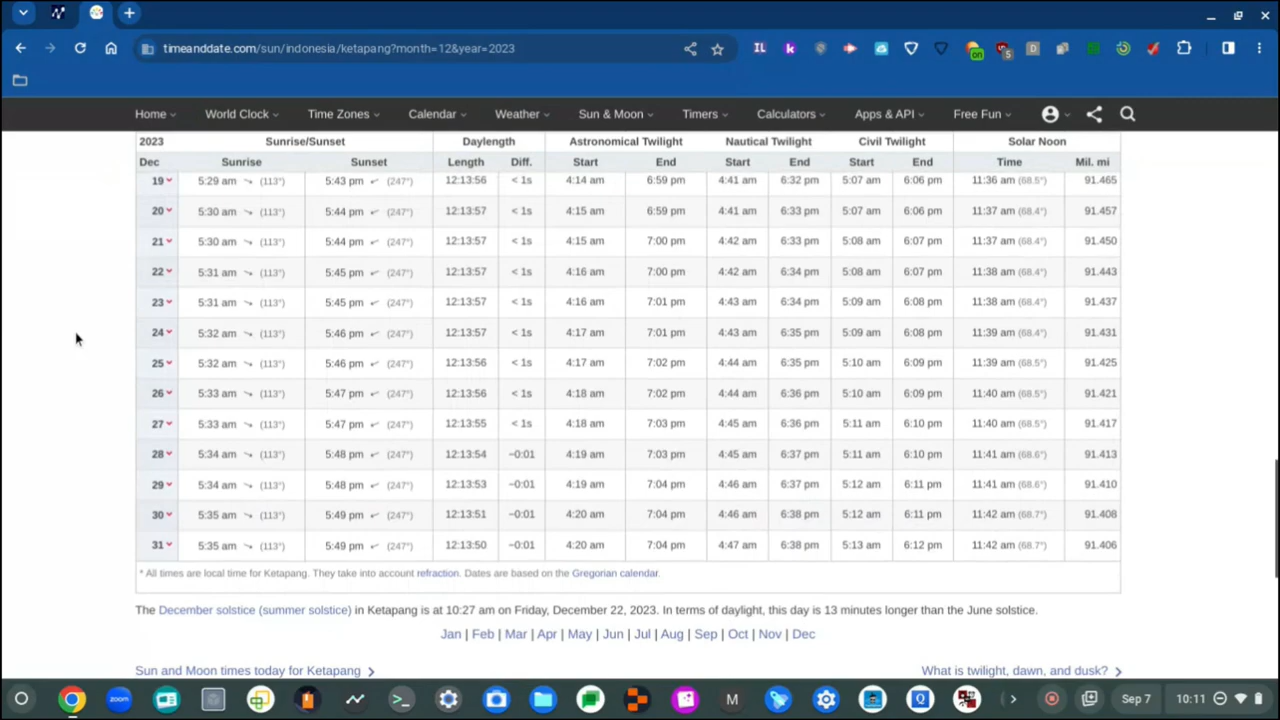 timeanddate.com/sun/indonesia/ketapang?month=12&year=2023
Home World Clock Time Zones Calendar Weather Sun & Moon Timers Calculators Apps & API Free Fun
2023 Sunrise/Sunset Daylength Astronomical Twilight Nautical Twilight Civil Twilight Solar Noon
Dec Sunrise Sunset Length Diff. Start End Start End Start End Time Mil. mi
19 5:29 am (113°) 5:43 pm (247°) 12:13:56 < 1s 4:14 am 6:59 pm 4:41 am 6:32 pm 5:07 am 6:06 pm 11:36 am (68.5°) 91.465
20 5:30 am (113°) 5:44 pm (247°) 12:13:57 < 1s 4:15 am 6:59 pm 4:41 am 6:33 pm 5:07 am 6:06 pm 11:37 am (68.4°) 91.457
21 5:30 am (113°) 5:44 pm (247°) 12:13:57 < 1s 4:15 am 7:00 pm 4:42 am 6:33 pm 5:08 am 6:07 pm 11:37 am (68.4°) 91.450
22 5:31 am (113°) 5:45 pm (247°) 12:13:57 < 1s 4:16 am 7:00 pm 4:42 am 6:34 pm 5:08 am 6:07 pm 11:38 am (68.4°) 91.443
23 5:31 am (113°) 5:45 pm (247°) 12:13:57 < 1s 4:16 am 7:01 pm 4:43 am 6:34 pm 5:09 am 6:08 pm 11:38 am (68.4°) 91.437
24 5:32 am (113°) 5:46 pm (247°) 12:13:57 < 1s 4:17 am 7:01 pm 4:43 am 6:35 pm 5:09 am 6:08 pm 11:39 am (68.4°) 91.431
25 5:32 am (113°) 5:46 pm (247°) 12:13:56 < 1s 4:17 am 7:02 pm 4:44 am 6:35 pm 5:10 am 6:09 pm 11:39 am (68.5°) 91.425
26 5:33 am (113°) 5:47 pm (247°) 12:13:56 < 1s 4:18 am 7:02 pm 4:44 am 6:36 pm 5:10 am 6:09 pm 11:40 am (68.5°) 91.421
27 5:33 am (113°) 5:47 pm (247°) 12:13:55 < 1s 4:18 am 7:03 pm 4:45 am 6:36 pm 5:11 am 6:10 pm 11:40 am (68.5°) 91.417
28 5:34 am (113°) 5:48 pm (247°) 12:13:54 −0:01 4:19 am 7:03 pm 4:45 am 6:37 pm 5:11 am 6:10 pm 11:41 am (68.6°) 91.413
29 5:34 am (113°) 5:48 pm (247°) 12:13:53 −0:01 4:19 am 7:04 pm 4:46 am 6:37 pm 5:12 am 6:11 pm 11:41 am (68.6°) 91.410
30 5:35 am (113°) 5:49 pm (247°) 12:13:51 −0:01 4:20 am 7:04 pm 4:46 am 6:38 pm 5:12 am 6:11 pm 11:42 am (68.7°) 91.408
31 5:35 am (113°) 5:49 pm (247°) 12:13:50 −0:01 4:20 am 7:04 pm 4:47 am 6:38 pm 5:13 am 6:12 pm 11:42 am (68.7°) 91.406
* All times are local time for Ketapang. They take into account refraction. Dates are based on the Gregorian calendar.
The December solstice (summer solstice) in Ketapang is at 10:27 am on Friday, December 22, 2023. In terms of daylight, this day is 13 minutes longer than the June solstice.
Jan | Feb | Mar | Apr | May | Jun | Jul | Aug | Sep | Oct | Nov | Dec
Sun and Moon times today for Ketapang What is twilight, dawn, and dusk?
zoom M Q Sep 7 10:11